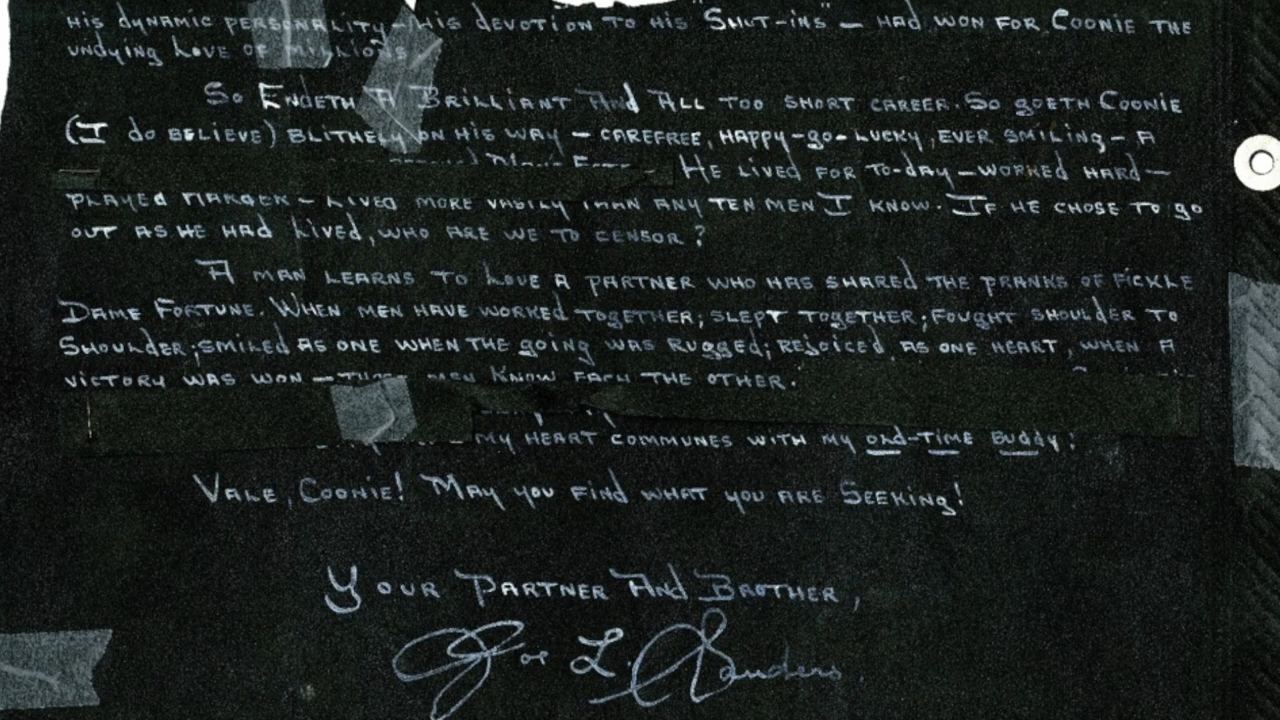 His dynamic personality - His devotion to his "Shut-ins" - had won for Coonie the
undying love of millions
So Endeth A Brilliant And All too short career. So goeth Coonie
(I do believe) blithely on his way - carefree, happy-go-lucky, ever smiling - a
He lived for to-day - worked hard -
played harder - lived more vastly than any ten men I know. If he chose to go
out as he had lived, who are we to censor?
A man learns to love a partner who has shared the pranks of fickle
Dame Fortune. When men have worked together; slept together; fought shoulder to
shoulder; smiled as one when the going was rugged; rejoiced as one heart, when a
victory was won - those men know each the other.
my heart communes with my old-time buddy!
Vale, Coonie! May you find what you are seeking!
Your Partner And Brother,
Joe L. Sanders